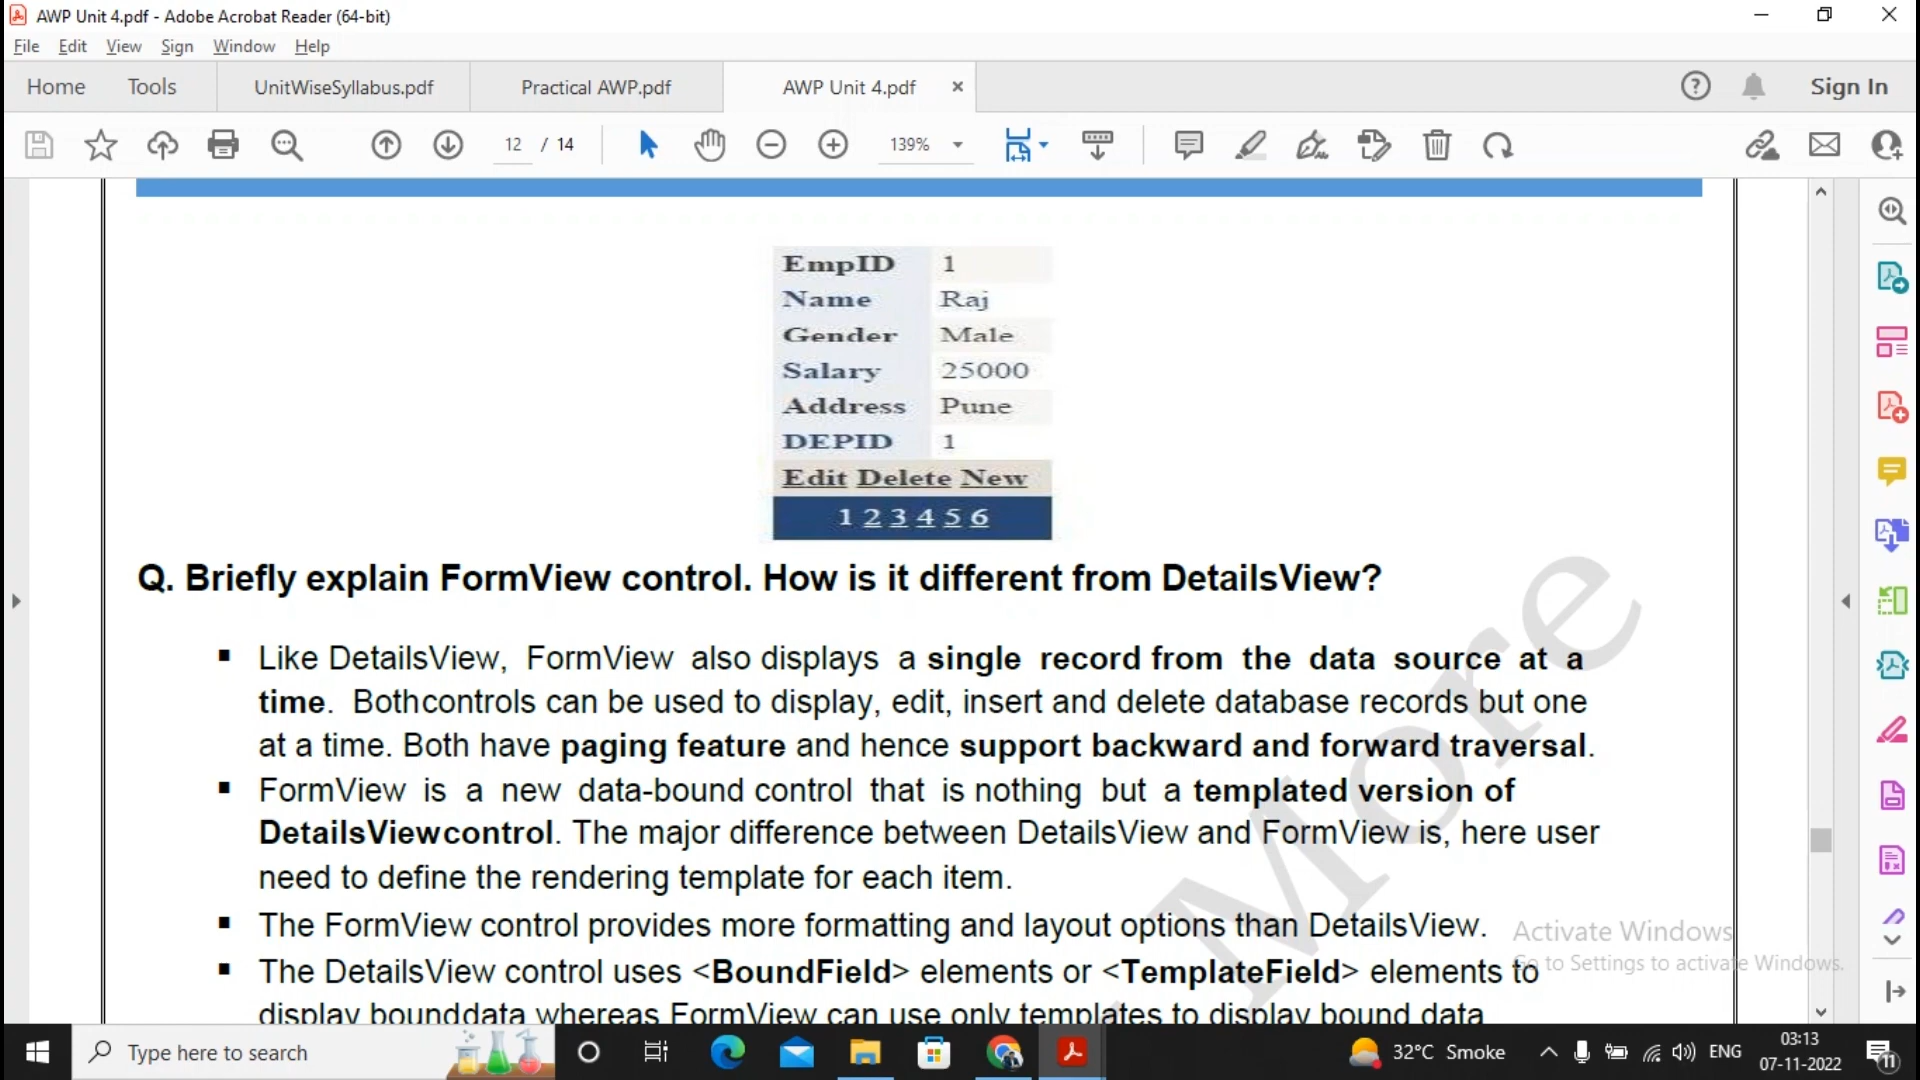 AWP Unit 4.pdf - Adobe Acrobat Reader (64-bit)
File Edit View Sign Window Help
Home Tools UnitWiseSyllabus.pdf Practical AWP.pdf AWP Unit 4.pdf × Sign In
12 / 14 139%
EmpID 1
Name Raj
Gender Male
Salary 25000
Address Pune
DEPID 1
Edit Delete New
1 2 3 4 5 6
Q. Briefly explain FormView control. How is it different from DetailsView?
▪ Like DetailsView, FormView also displays a single record from the data source at a
time. Bothcontrols can be used to display, edit, insert and delete database records but one
at a time. Both have paging feature and hence support backward and forward traversal.
▪ FormView is a new data-bound control that is nothing but a templated version of
DetailsViewcontrol. The major difference between DetailsView and FormView is, here user
need to define the rendering template for each item.
▪ The FormView control provides more formatting and layout options than DetailsView.
▪ The DetailsView control uses <BoundField> elements or <TemplateField> elements to
display bounddata whereas FormView can use only templates to display bound data
More
Activate Windows
Go to Settings to activate Windows.
Type here to search
32°C Smoke ENG 03:13
07-11-2022
11